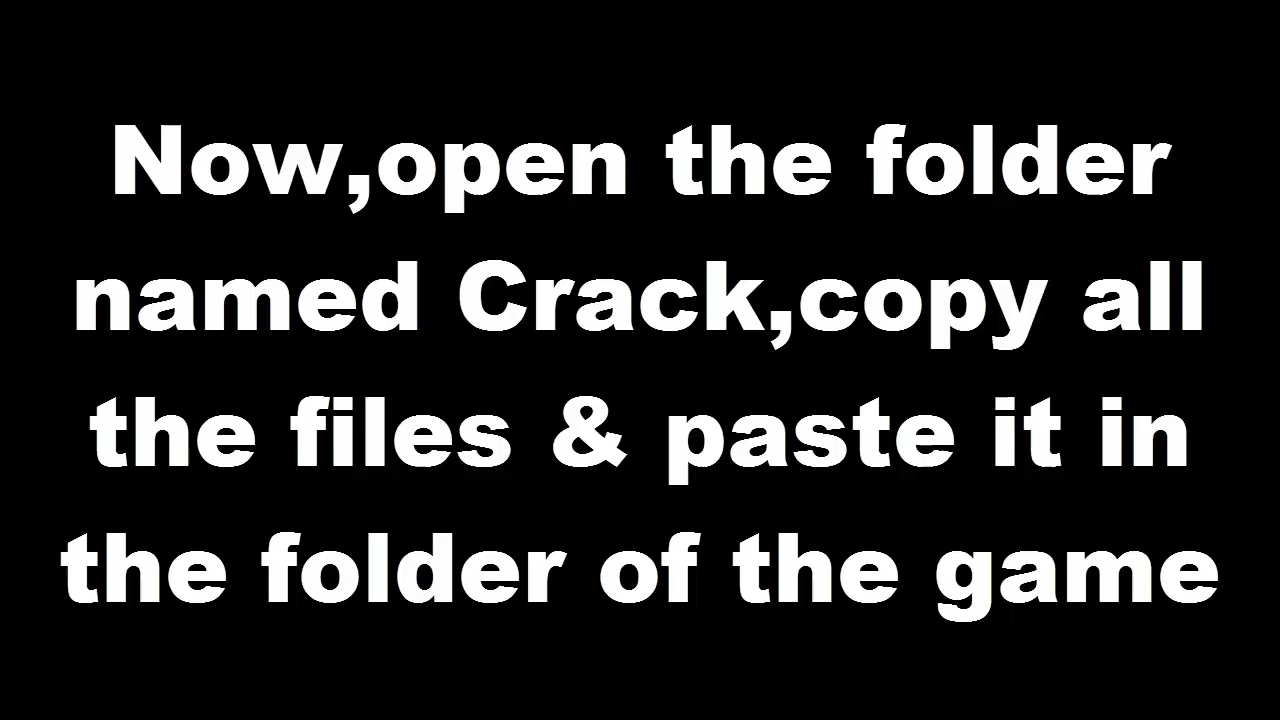 Now,open the folder
named Crack,copy all
the files & paste it in
the folder of the game